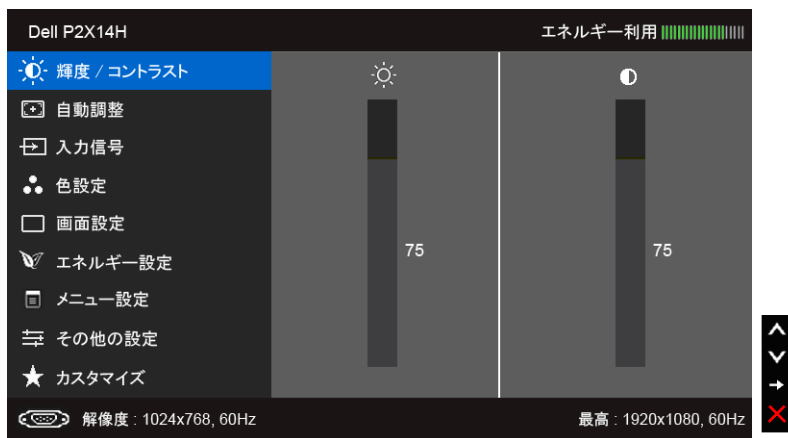 Dell P2X14H
エネルギー利用
輝度 / コントラスト
自動調整
入力信号
色設定
画面設定
エネルギー設定
メニュー設定
その他の設定
カスタマイズ
75
75
解像度 : 1024x768, 60Hz
最高 : 1920x1080, 60Hz